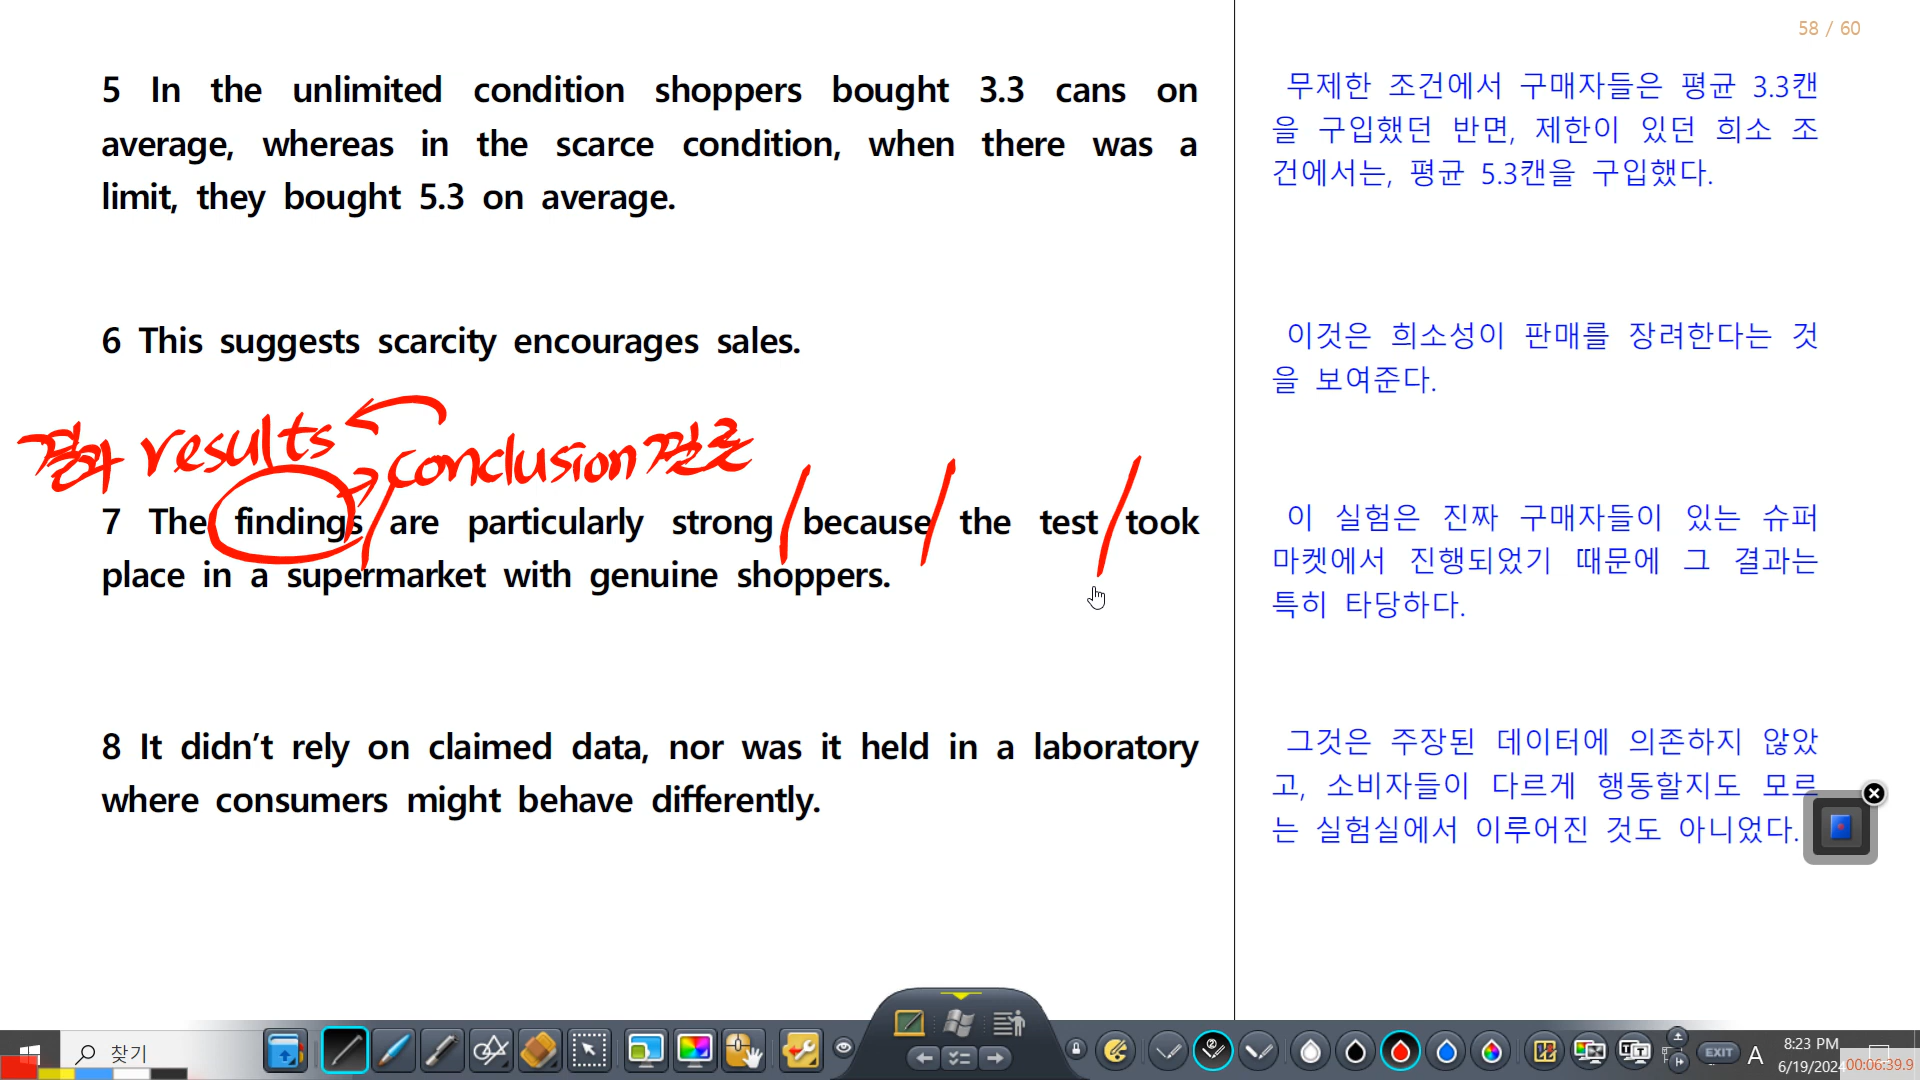 58 / 60
5 In the unlimited condition shoppers bought 3.3 cans on
average, whereas in the scarce condition, when there was a
limit, they bought 5.3 on average.
무제한 조건에서 구매자들은 평균 3.3캔
을 구입했던 반면, 제한이 있던 희소 조
건에서는, 평균 5.3캔을 구입했다.
6 This suggests scarcity encourages sales.
이것은 희소성이 판매를 장려한다는 것
을 보여준다.
결과 results
conclusion 결론
7 The findings are particularly strong because the test took
place in a supermarket with genuine shoppers.
이 실험은 진짜 구매자들이 있는 슈퍼
마켓에서 진행되었기 때문에 그 결과는
특히 타당하다.
8 It didn’t rely on claimed data, nor was it held in a laboratory
where consumers might behave differently.
그것은 주장된 데이터에 의존하지 않았
고, 소비자들이 다르게 행동할지도 모르
는 실험실에서 이루어진 것도 아니었다.
찾기
EXIT
A
8:23 PM
6/19/2024
00:06:39.9